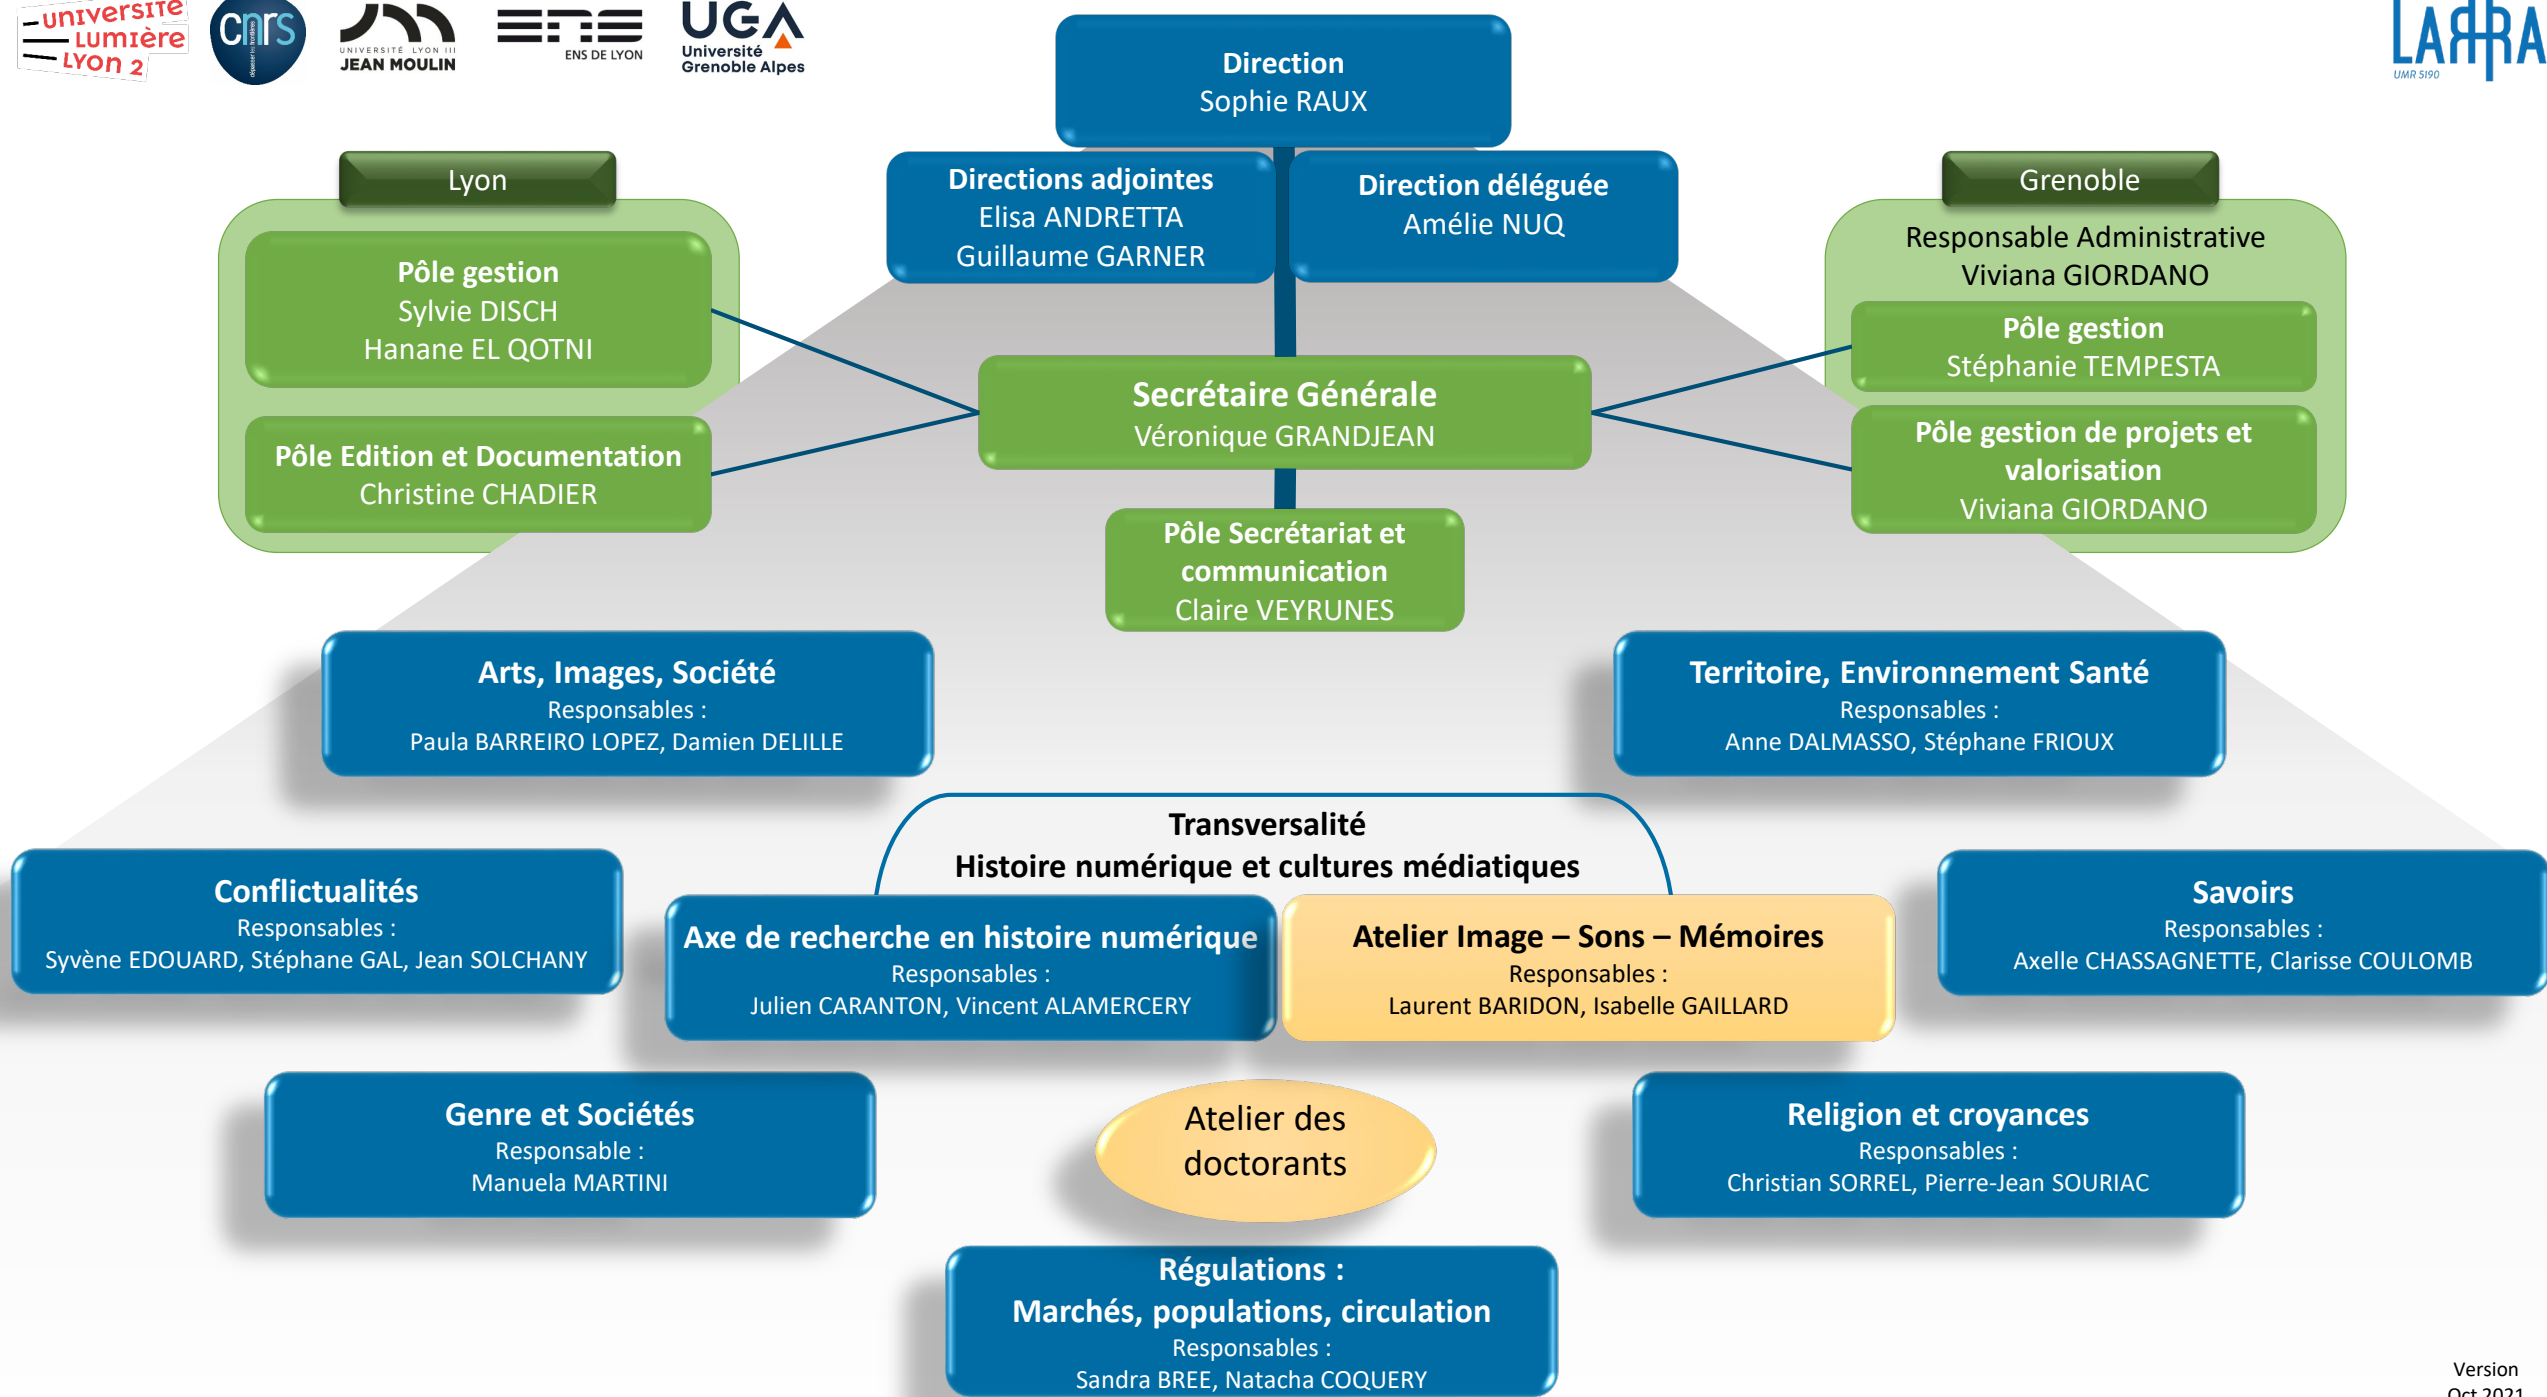 UNIVERSITÉ
LUMIÈRE
LYON 2
cnrs
dépasser les frontières
UNIVERSITÉ LYON III
JEAN MOULIN
ENS
ENS DE LYON
UGA
Université
Grenoble Alpes
LARHRA
UMR 5190
Direction
Sophie RAUX
Directions adjointes
Elisa ANDRETTA
Guillaume GARNER
Direction déléguée
Amélie NUQ
Lyon
Pôle gestion
Sylvie DISCH
Hanane EL QOTNI
Pôle Edition et Documentation
Christine CHADIER
Secrétaire Générale
Véronique GRANDJEAN
Pôle Secrétariat et
communication
Claire VEYRUNES
Grenoble
Responsable Administrative
Viviana GIORDANO
Pôle gestion
Stéphanie TEMPESTA
Pôle gestion de projets et
valorisation
Viviana GIORDANO
Arts, Images, Société
Responsables :
Paula BARREIRO LOPEZ, Damien DELILLE
Territoire, Environnement Santé
Responsables :
Anne DALMASSO, Stéphane FRIOUX
Transversalité
Histoire numérique et cultures médiatiques
Conflictualités
Responsables :
Syvène EDOUARD, Stéphane GAL, Jean SOLCHANY
Axe de recherche en histoire numérique
Responsables :
Julien CARANTON, Vincent ALAMERCERY
Atelier Image – Sons – Mémoires
Responsables :
Laurent BARIDON, Isabelle GAILLARD
Savoirs
Responsables :
Axelle CHASSAGNETTE, Clarisse COULOMB
Genre et Sociétés
Responsable :
Manuela MARTINI
Atelier des
doctorants
Religion et croyances
Responsables :
Christian SORREL, Pierre-Jean SOURIAC
Régulations :
Marchés, populations, circulation
Responsables :
Sandra BREE, Natacha COQUERY
Version
Oct 2021